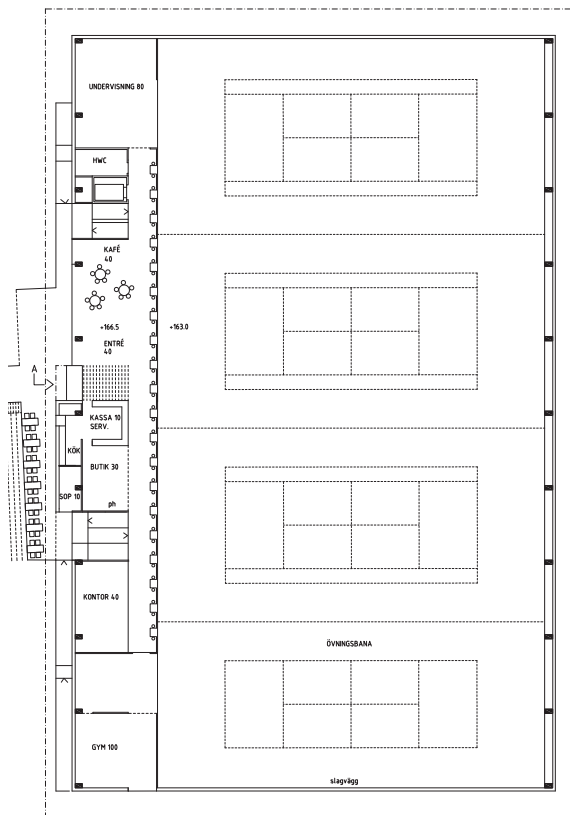 UNDERVISNING 80
HWC
KAFÉ
40
+166.5
+163.0
ENTRÉ
40
A
KASSA 10
SERV.
KÖK
BUTIK 30
SOP 10
ph
KONTOR 40
ÖVNINGSBANA
GYM 100
slagvägg